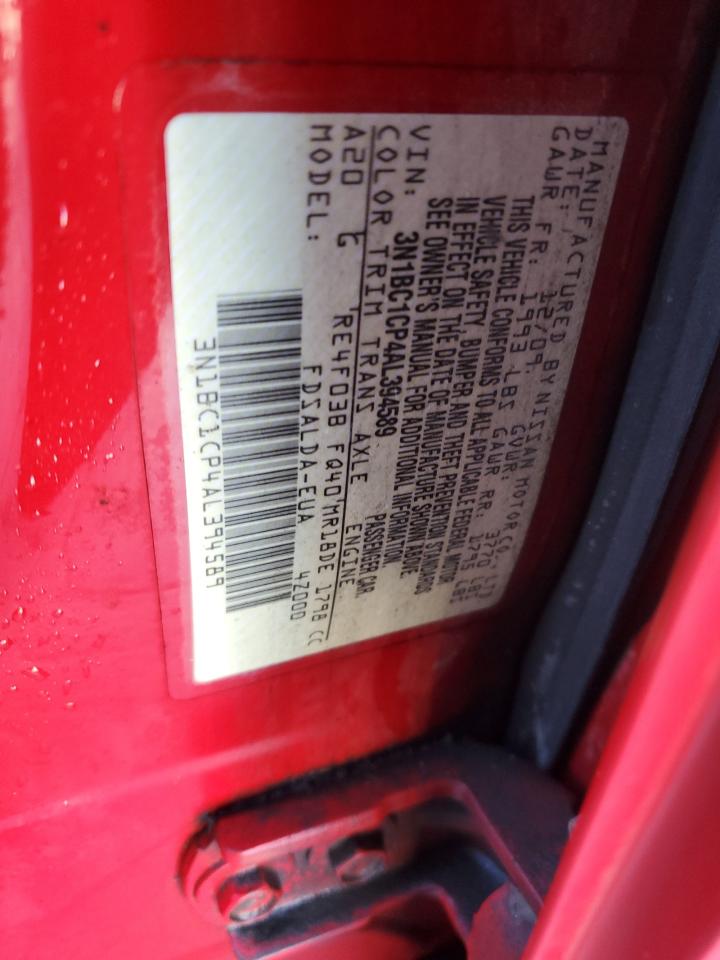 MANUFACTURED BY NISSAN MOTOR CO., LTD.
DATE: 12/09. GVWR: 3770 LBS
GAWR FR: 1993 LBS GAWR RR: 1795 LBS
THIS VEHICLE CONFORMS TO ALL APPLICABLE FEDERAL MOTOR
VEHICLE SAFETY, BUMPER AND THEFT PREVENTION STANDARDS
IN EFFECT ON THE DATE OF MANUFACTURE SHOWN ABOVE.
SEE OWNER'S MANUAL FOR ADDITIONAL INFORMATION.
VIN: 3N1BC1CP4AL394589 PASSENGER CAR
COLOR TRIM TRANS AXLE ENGINE
A20 G RE4F03B FQ40 MR18DE 1798 CC
MODEL: FDSALDA-EUA 4Z000
3N1BC1CP4AL394589